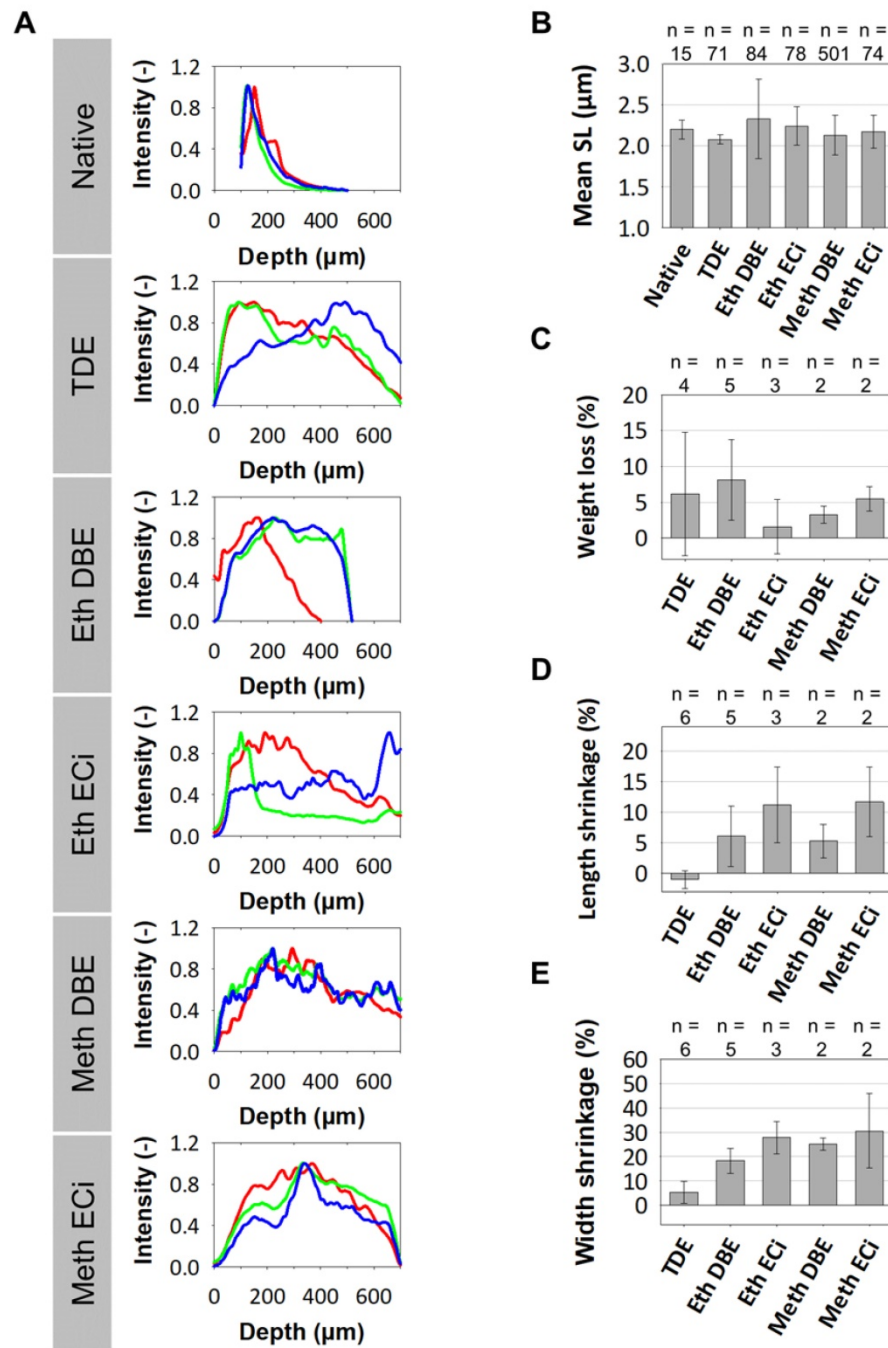 A
Native
Intensity (-)
1.2
0.8
0.4
0.0
0 200 400 600
Depth (µm)
TDE
Intensity (-)
1.2
0.8
0.4
0.0
0 200 400 600
Depth (µm)
Eth DBE
Intensity (-)
1.2
0.8
0.4
0.0
0 200 400 600
Depth (µm)
Eth ECi
Intensity (-)
1.2
0.8
0.4
0.0
0 200 400 600
Depth (µm)
Meth DBE
Intensity (-)
1.2
0.8
0.4
0.0
0 200 400 600
Depth (µm)
Meth ECi
Intensity (-)
1.2
0.8
0.4
0.0
0 200 400 600
Depth (µm)
B
n = n = n = n = n = n =
15 71 84 78 501 74
Mean SL (µm)
3.0
2.5
2.0
1.5
1.0
Native TDE Eth DBE Eth ECi Meth DBE Meth ECi
C
n = n = n = n = n =
4 5 3 2 2
Weight loss (%)
20
15
10
5
0
TDE Eth DBE Eth ECi Meth DBE Meth ECi
D
n = n = n = n = n =
6 5 3 2 2
Length shrinkage (%)
20
15
10
5
0
TDE Eth DBE Eth ECi Meth DBE Meth ECi
E
n = n = n = n = n =
6 5 3 2 2
Width shrinkage (%)
60
50
40
30
20
10
0
TDE Eth DBE Eth ECi Meth DBE Meth ECi